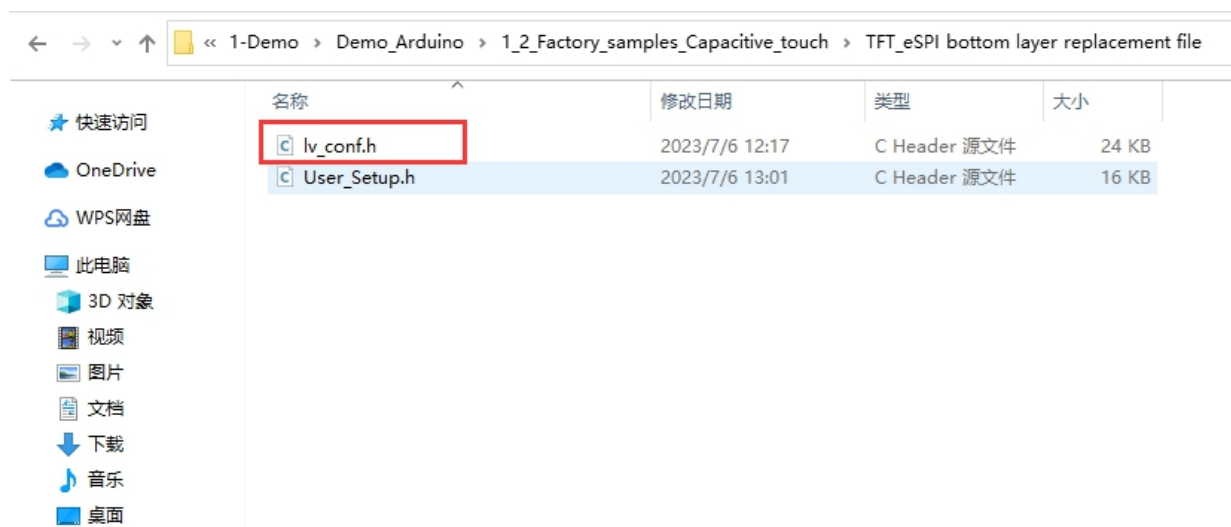 « 1-Demo › Demo_Arduino › 1_2_Factory_samples_Capacitive_touch › TFT_eSPI bottom layer replacement file
名称 修改日期 类型 大小
快速访问
lv_conf.h 2023/7/6 12:17 C Header 源文件 24 KB
OneDrive
User_Setup.h 2023/7/6 13:01 C Header 源文件 16 KB
WPS网盘
此电脑
3D 对象
视频
图片
文档
下载
音乐
桌面